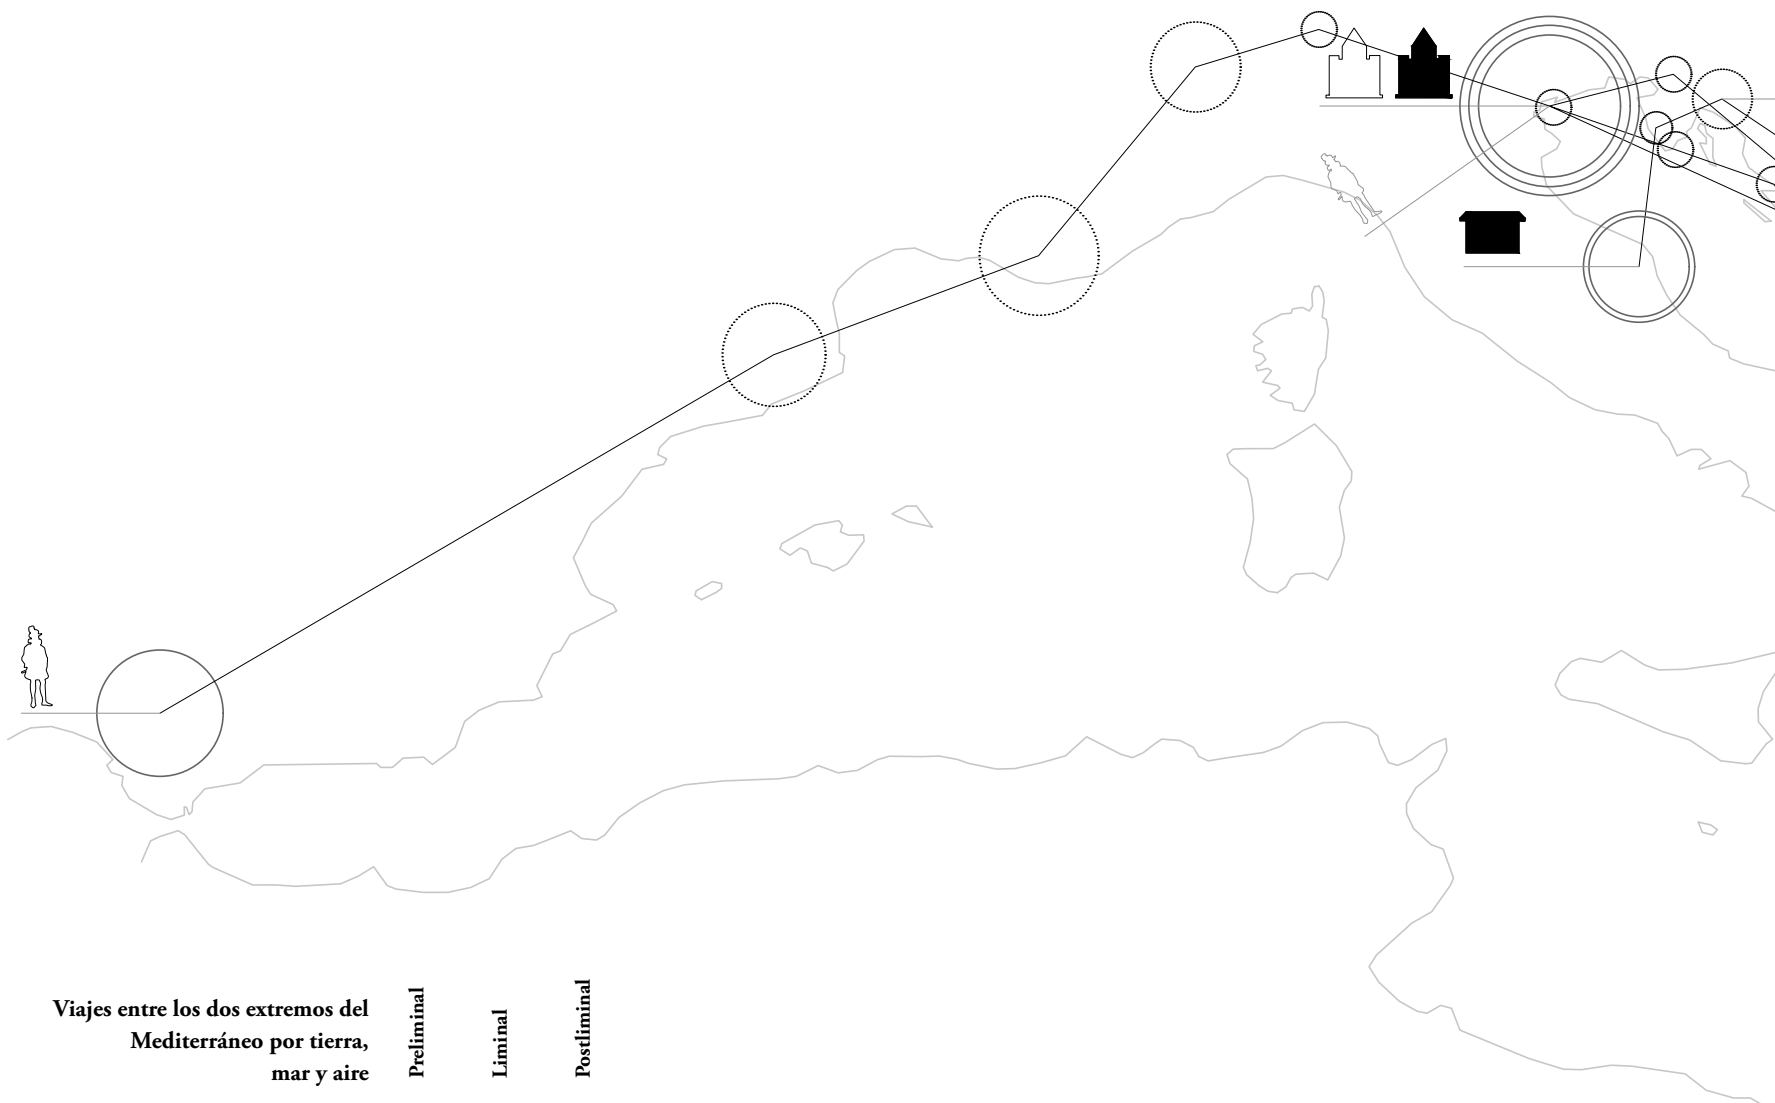 Viajes entre los dos extremos del
Mediterráneo por tierra,
mar y aire
Preliminal
Liminal
Postliminal